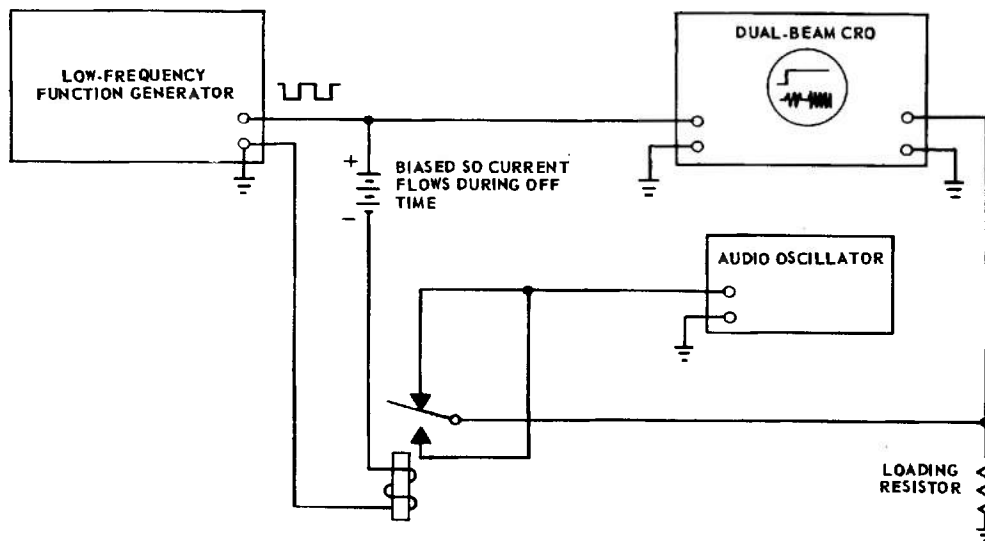 LOW-FREQUENCY
FUNCTION GENERATOR
DUAL-BEAM CRO
+
BIASED SO CURRENT
FLOWS DURING OFF
TIME
−
AUDIO OSCILLATOR
LOADING
RESISTOR